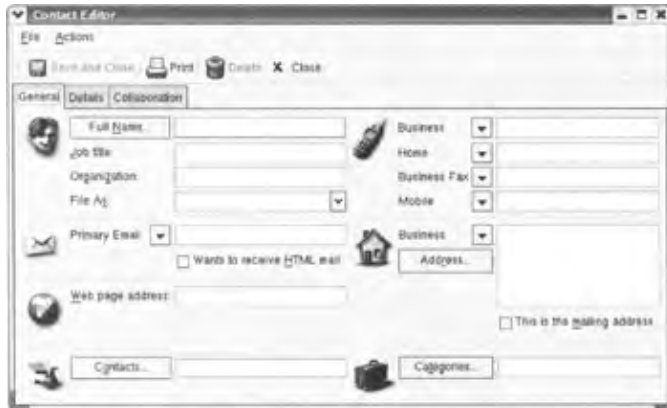 Contact Editor
File Actions
Save and Close Print Delete Close
General Details Collaboration
Full Name...
Job title
Organization
File As
Business
Home
Business Fax
Mobile
Primary Email
Wants to receive HTML mail
Business
Address...
Web page address
This is the mailing address
Contacts...
Categories...